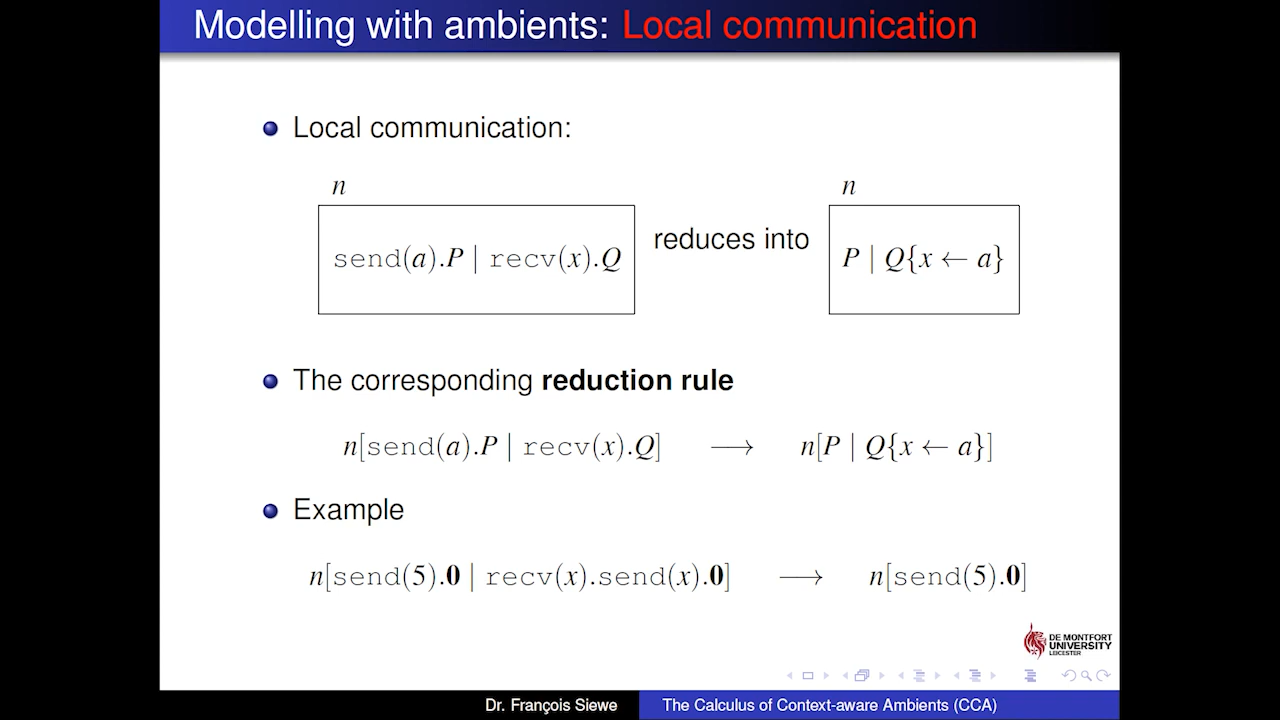 Modelling with ambients: Local communication
Local communication:
n
n
send(a).P | recv(x).Q
reduces into
P | Q{x ← a}
The corresponding reduction rule
n[send(a).P | recv(x).Q] ⟶ n[P | Q{x ← a}]
Example
n[send(5).0 | recv(x).send(x).0] ⟶ n[send(5).0]
DE MONTFORT
UNIVERSITY
LEICESTER
Dr. François Siewe
The Calculus of Context-aware Ambients (CCA)